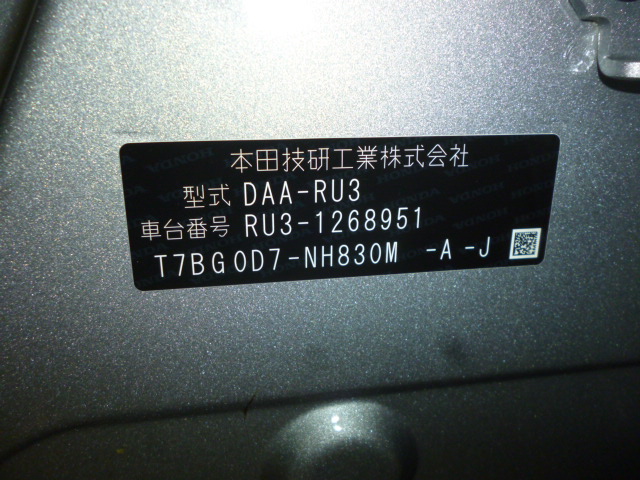 本田技研工業株式会社
型式 DAA-RU3
車台番号 RU3-1268951
T7BG0D7-NH830M -A-J